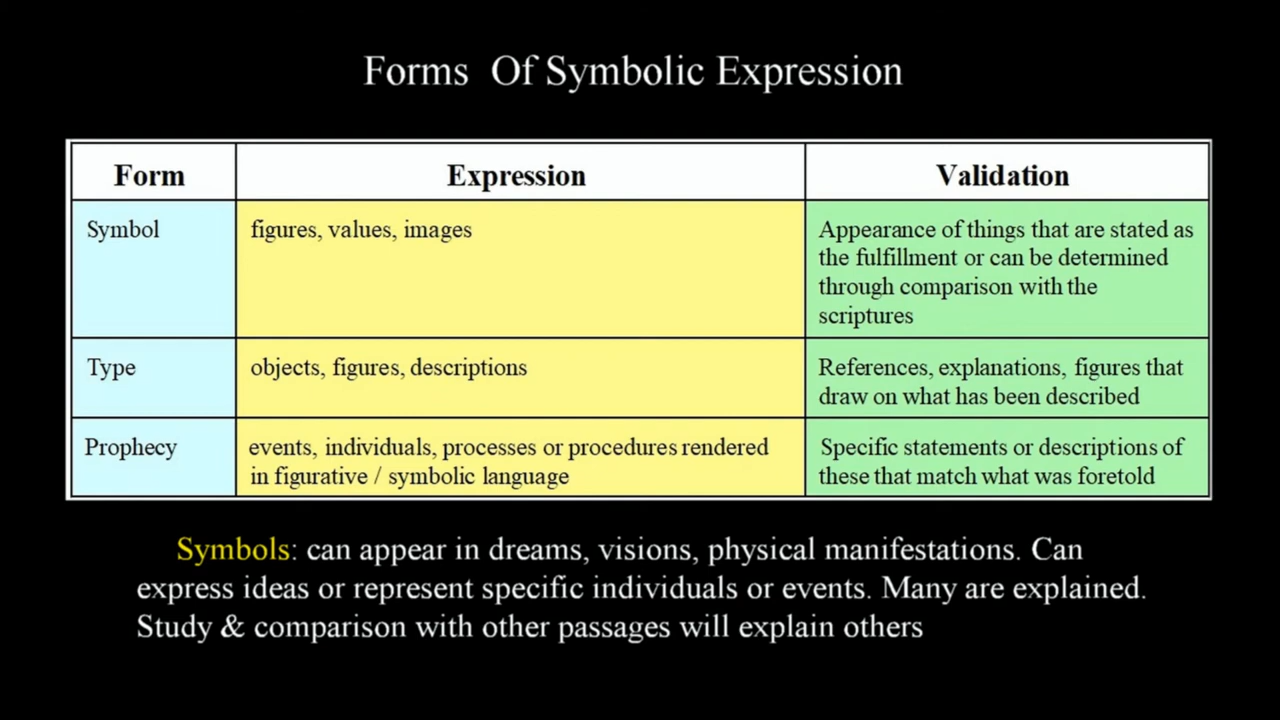 Forms Of Symbolic Expression
Form
Expression
Validation
Symbol
figures, values, images
Appearance of things that are stated as
the fulfillment or can be determined
through comparison with the
scriptures
Type
objects, figures, descriptions
References, explanations, figures that
draw on what has been described
Prophecy
events, individuals, processes or procedures rendered
in figurative / symbolic language
Specific statements or descriptions of
these that match what was foretold
Symbols: can appear in dreams, visions, physical manifestations. Can
express ideas or represent specific individuals or events. Many are explained.
Study & comparison with other passages will explain others